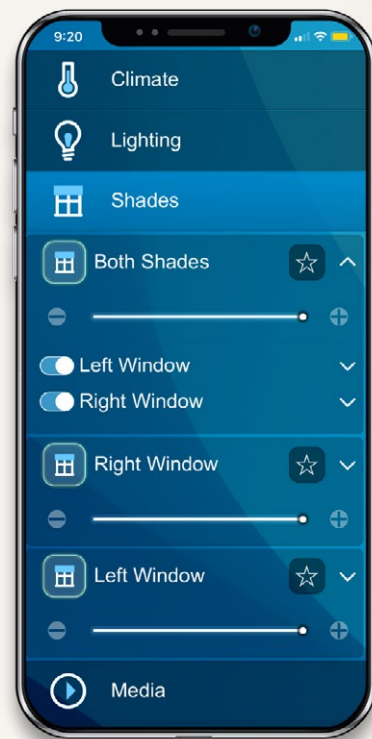 9:20
Climate
Lighting
Shades
Both Shades
Left Window
Right Window
Right Window
Left Window
Media